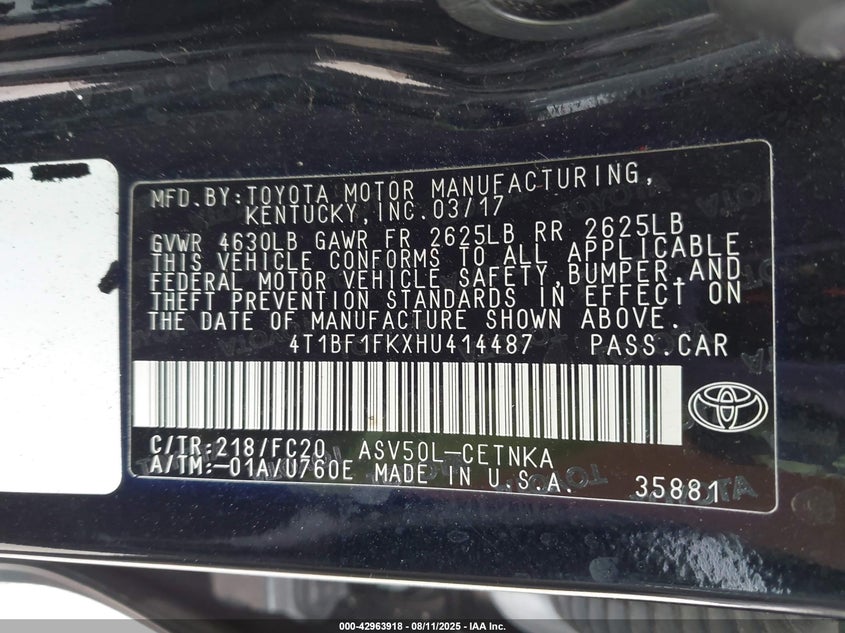 MFD.BY:TOYOTA MOTOR MANUFACTURING,
KENTUCKY,INC.03/17
GVWR 4630LB GAWR FR 2625LB RR 2625LB
THIS VEHICLE CONFORMS TO ALL APPLICABLE
FEDERAL MOTOR VEHICLE SAFETY,BUMPER,AND
THEFT PREVENTION STANDARDS IN EFFECT ON
THE DATE OF MANUFACTURE SHOWN ABOVE.
4T1BF1FKXHU414487 PASS.CAR
C/TR:218/FC20 ASV50L-CETNKA
A/TM:-01A/U760E MADE IN U.S.A. 35881
000-42963918 - 08/11/2025 - IAA Inc.